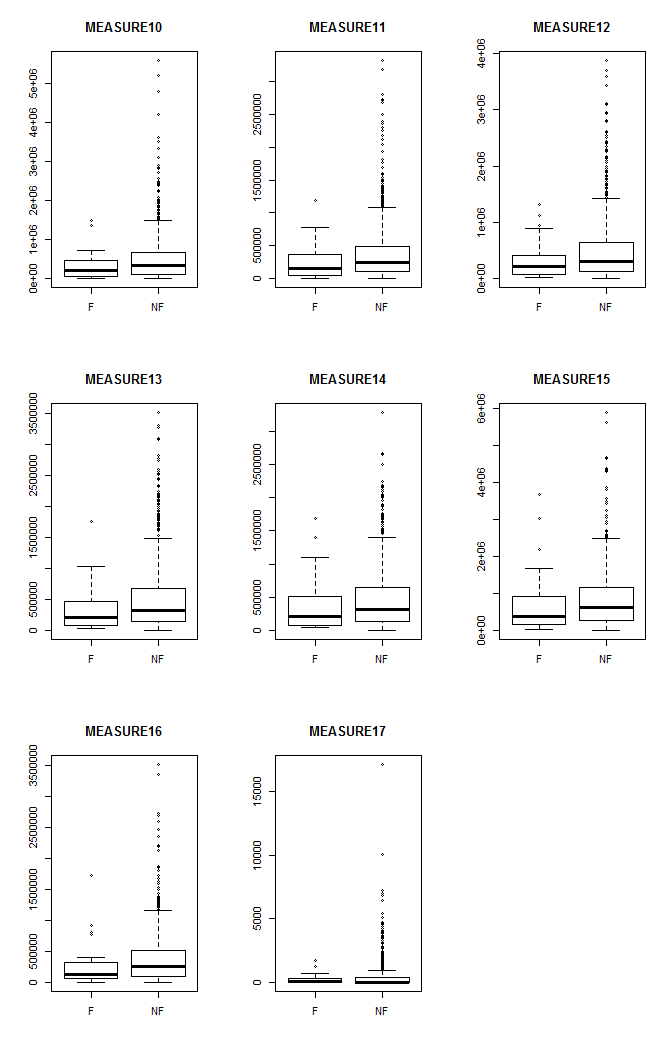 MEASURE10 MEASURE11 MEASURE12
0e+00 1e+06 2e+06 3e+06 4e+06 5e+06
0 500000 1500000 2500000
0e+00 1e+06 2e+06 3e+06 4e+06
F NF F NF F NF
MEASURE13 MEASURE14 MEASURE15
0 500000 1500000 2500000 3500000
0 500000 1500000 2500000
0e+00 2e+06 4e+06 6e+06
F NF F NF F NF
MEASURE16 MEASURE17
0 500000 1500000 2500000 3500000
0 5000 10000 15000
F NF F NF